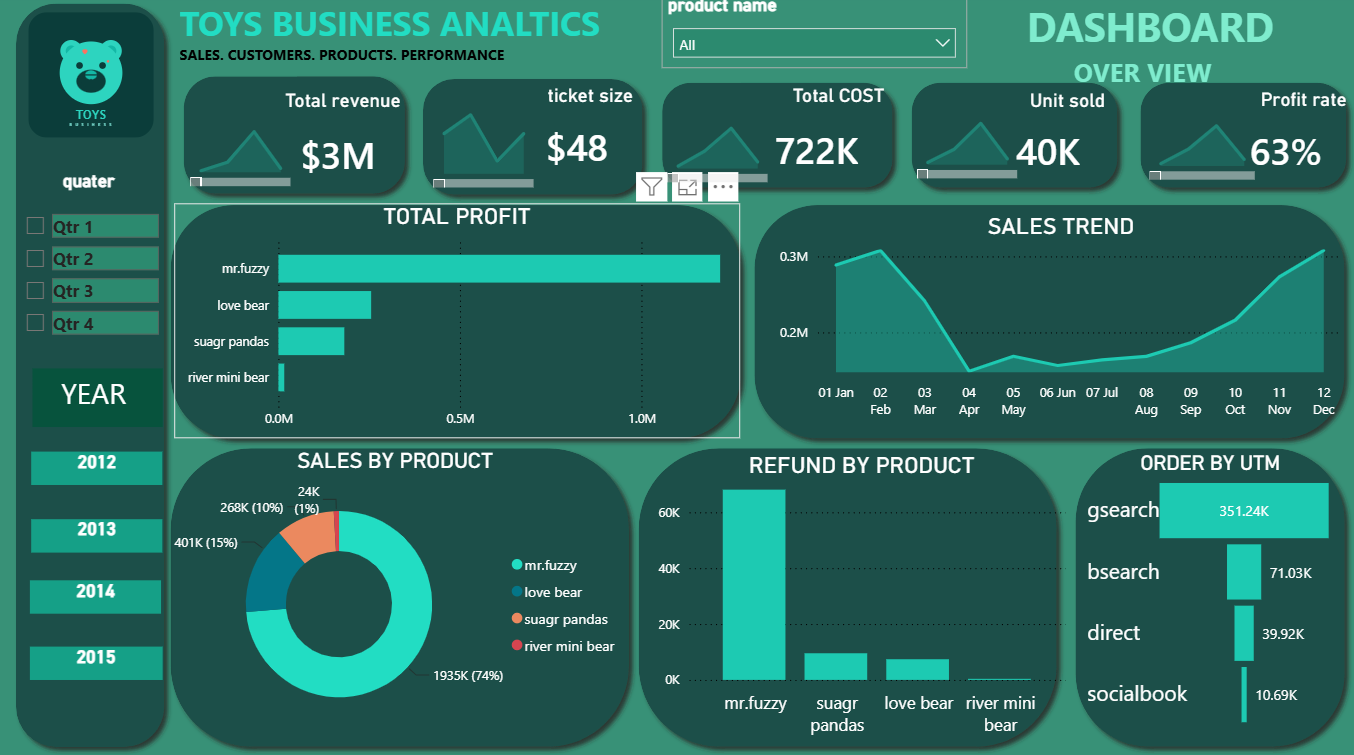 TOYS
BUSINESS
TOYS BUSINESS ANALTICS
SALES. CUSTOMERS. PRODUCTS. PERFORMANCE
product name
All
DASHBOARD
OVER VIEW
Total revenue
$3M
ticket size
$48
Total COST
722K
Unit sold
40K
Profit rate
63%
quater
Qtr 1
Qtr 2
Qtr 3
Qtr 4
YEAR
2012
2013
2014
2015
TOTAL PROFIT
mr.fuzzy
love bear
suagr pandas
river mini bear
0.0M 0.5M 1.0M
SALES TREND
0.3M
0.2M
01 Jan 02 Feb 03 Mar 04 Apr 05 May 06 Jun 07 Jul 08 Aug 09 Sep 10 Oct 11 Nov 12 Dec
SALES BY PRODUCT
24K (1%)
268K (10%)
401K (15%)
1935K (74%)
mr.fuzzy
love bear
suagr pandas
river mini bear
REFUND BY PRODUCT
60K
40K
20K
0K
mr.fuzzy suagr pandas love bear river mini bear
ORDER BY UTM
gsearch 351.24K
bsearch 71.03K
direct 39.92K
socialbook 10.69K